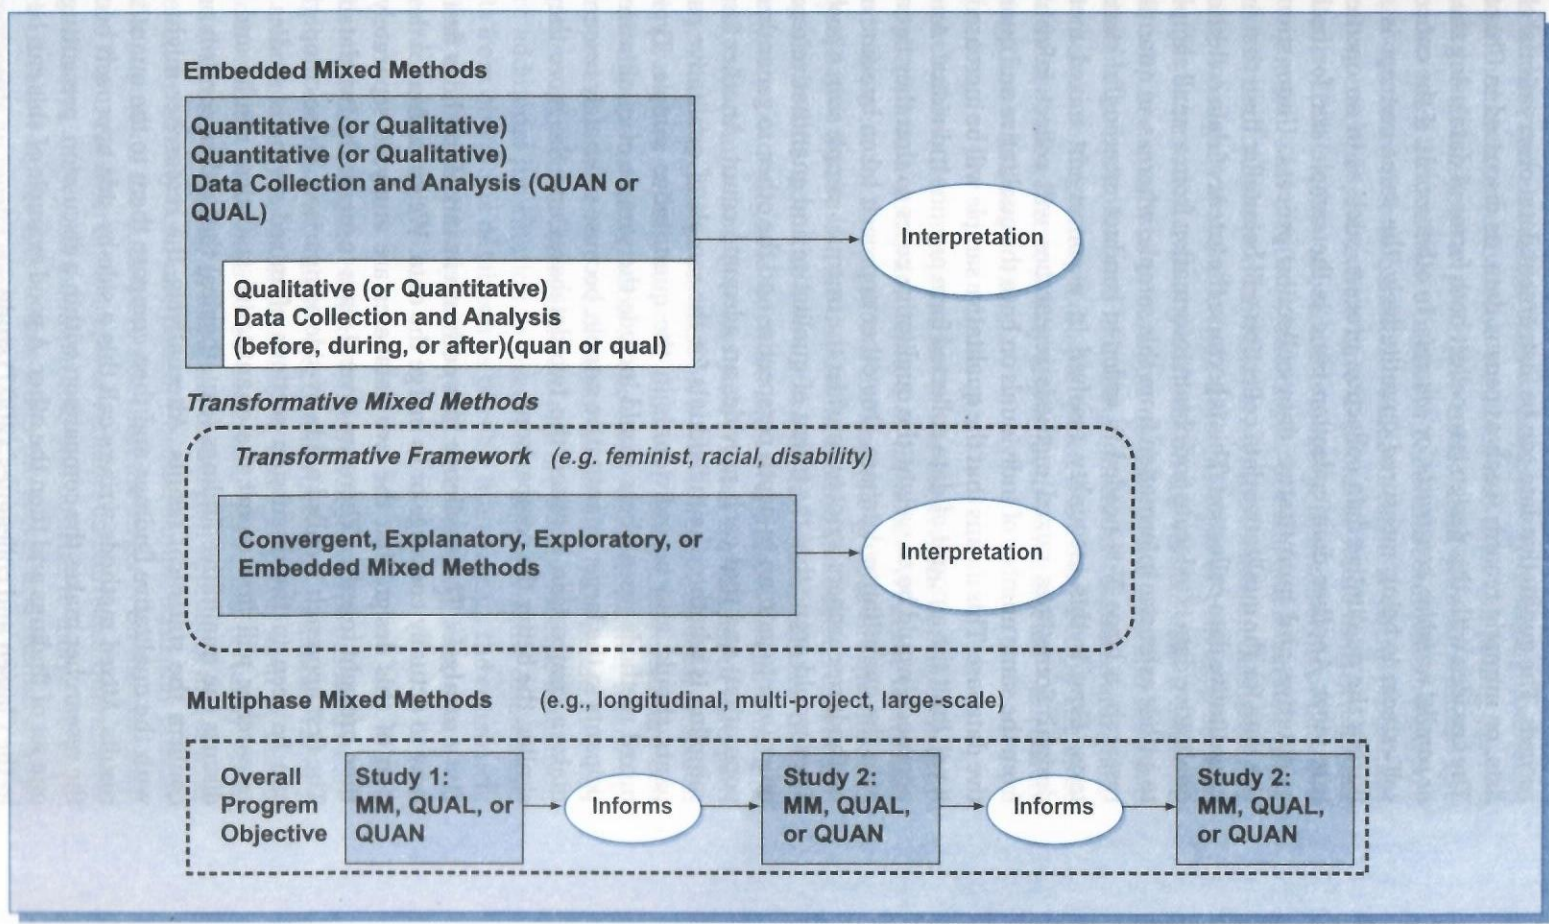 Embedded Mixed Methods
Quantitative (or Qualitative)
Quantitative (or Qualitative)
Data Collection and Analysis (QUAN or
QUAL)
Interpretation
Qualitative (or Quantitative)
Data Collection and Analysis
(before, during, or after)(quan or qual)
Transformative Mixed Methods
Transformative Framework (e.g. feminist, racial, disability)
Convergent, Explanatory, Exploratory, or
Embedded Mixed Methods
Interpretation
Multiphase Mixed Methods (e.g., longitudinal, multi-project, large-scale)
Overall
Progrem
Objective
Study 1:
MM, QUAL, or
QUAN
Informs
Study 2:
MM, QUAL,
or QUAN
Informs
Study 2:
MM, QUAL,
or QUAN